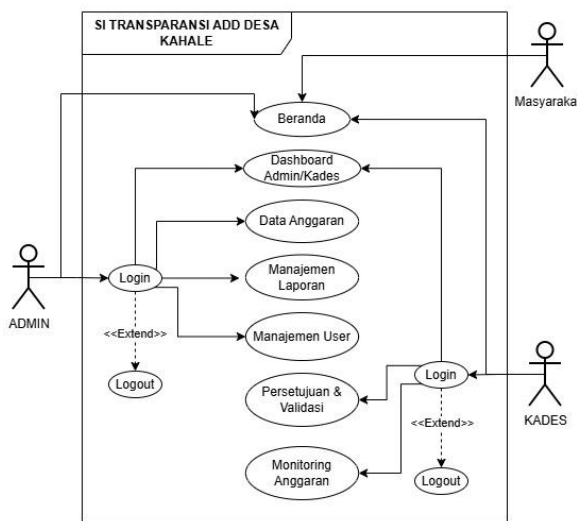 SI TRANSPARANSI ADD DESA
KAHALE
Masyaraka
Beranda
Dashboard
Admin/Kades
Data Anggaran
Login
Manajemen
Laporan
ADMIN
<<Extend>>
Manajemen User
Logout
Login
Persetujuan &
Validasi
KADES
<<Extend>>
Monitoring
Anggaran
Logout